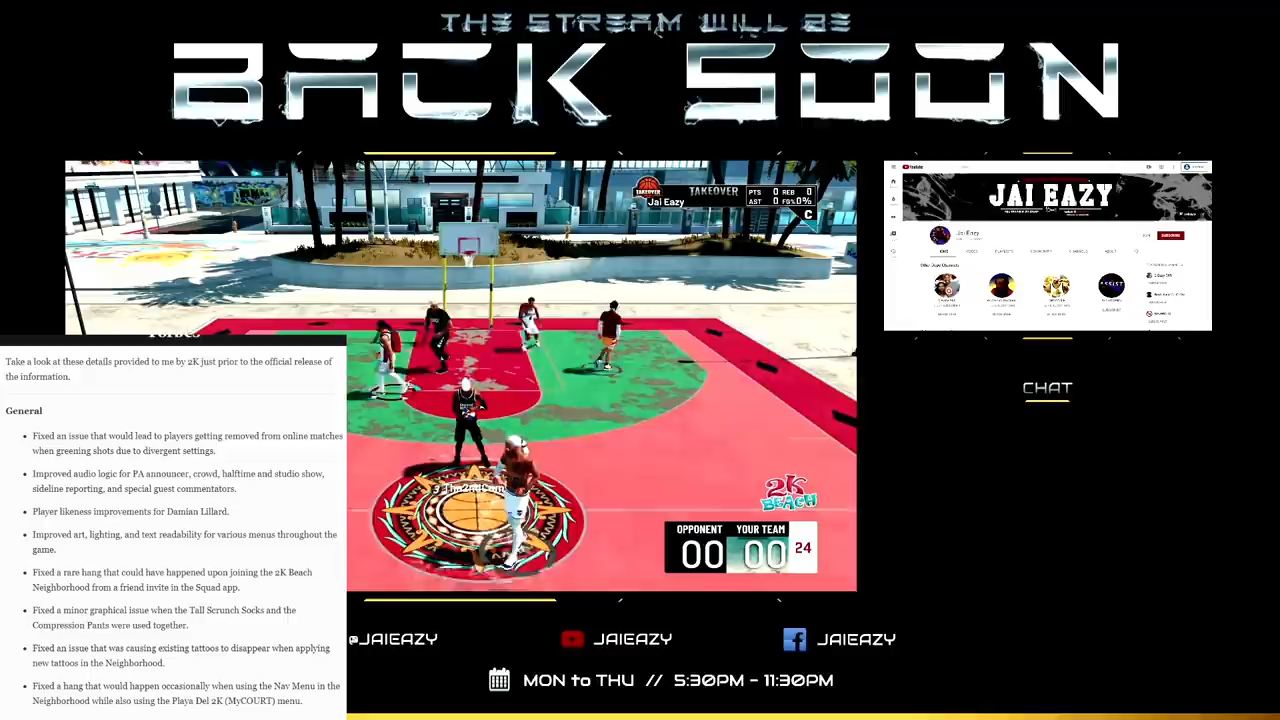 THE STREAM WILL BE
BACK SOON
TAKEOVER
TAKEOVER
Jai Eazy
PTS 0 REB 0
AST 0 FG% 0%
C
YouTube
JAI EAZY
Jai Eazy
SUBSCRIBE
ASSIST
CHAT
Forbes
Take a look at these details provided to me by 2K just prior to the official release of
the information.
General
• Fixed an issue that would lead to players getting removed from online matches
when greening shots due to divergent settings.
• Improved audio logic for PA announcer, crowd, halftime and studio show,
sideline reporting, and special guest commentators.
• Player likeness improvements for Damian Lillard.
• Improved art, lighting, and text readability for various menus throughout the
game.
• Fixed a rare hang that could have happened upon joining the 2K Beach
Neighborhood from a friend invite in the Squad app.
• Fixed a minor graphical issue when the Tall Scrunch Socks and the
Compression Pants were used together.
• Fixed an issue that was causing existing tattoos to disappear when applying
new tattoos in the Neighborhood.
• Fixed a hang that would happen occasionally when using the Nav Menu in the
Neighborhood while also using the Playa Del 2K (MyCOURT) menu.
2K
BEACH
OPPONENT YOUR TEAM
00 00 24
@JAIEAZY
JAIEAZY
JAIEAZY
MON to THU // 5:30PM - 11:30PM